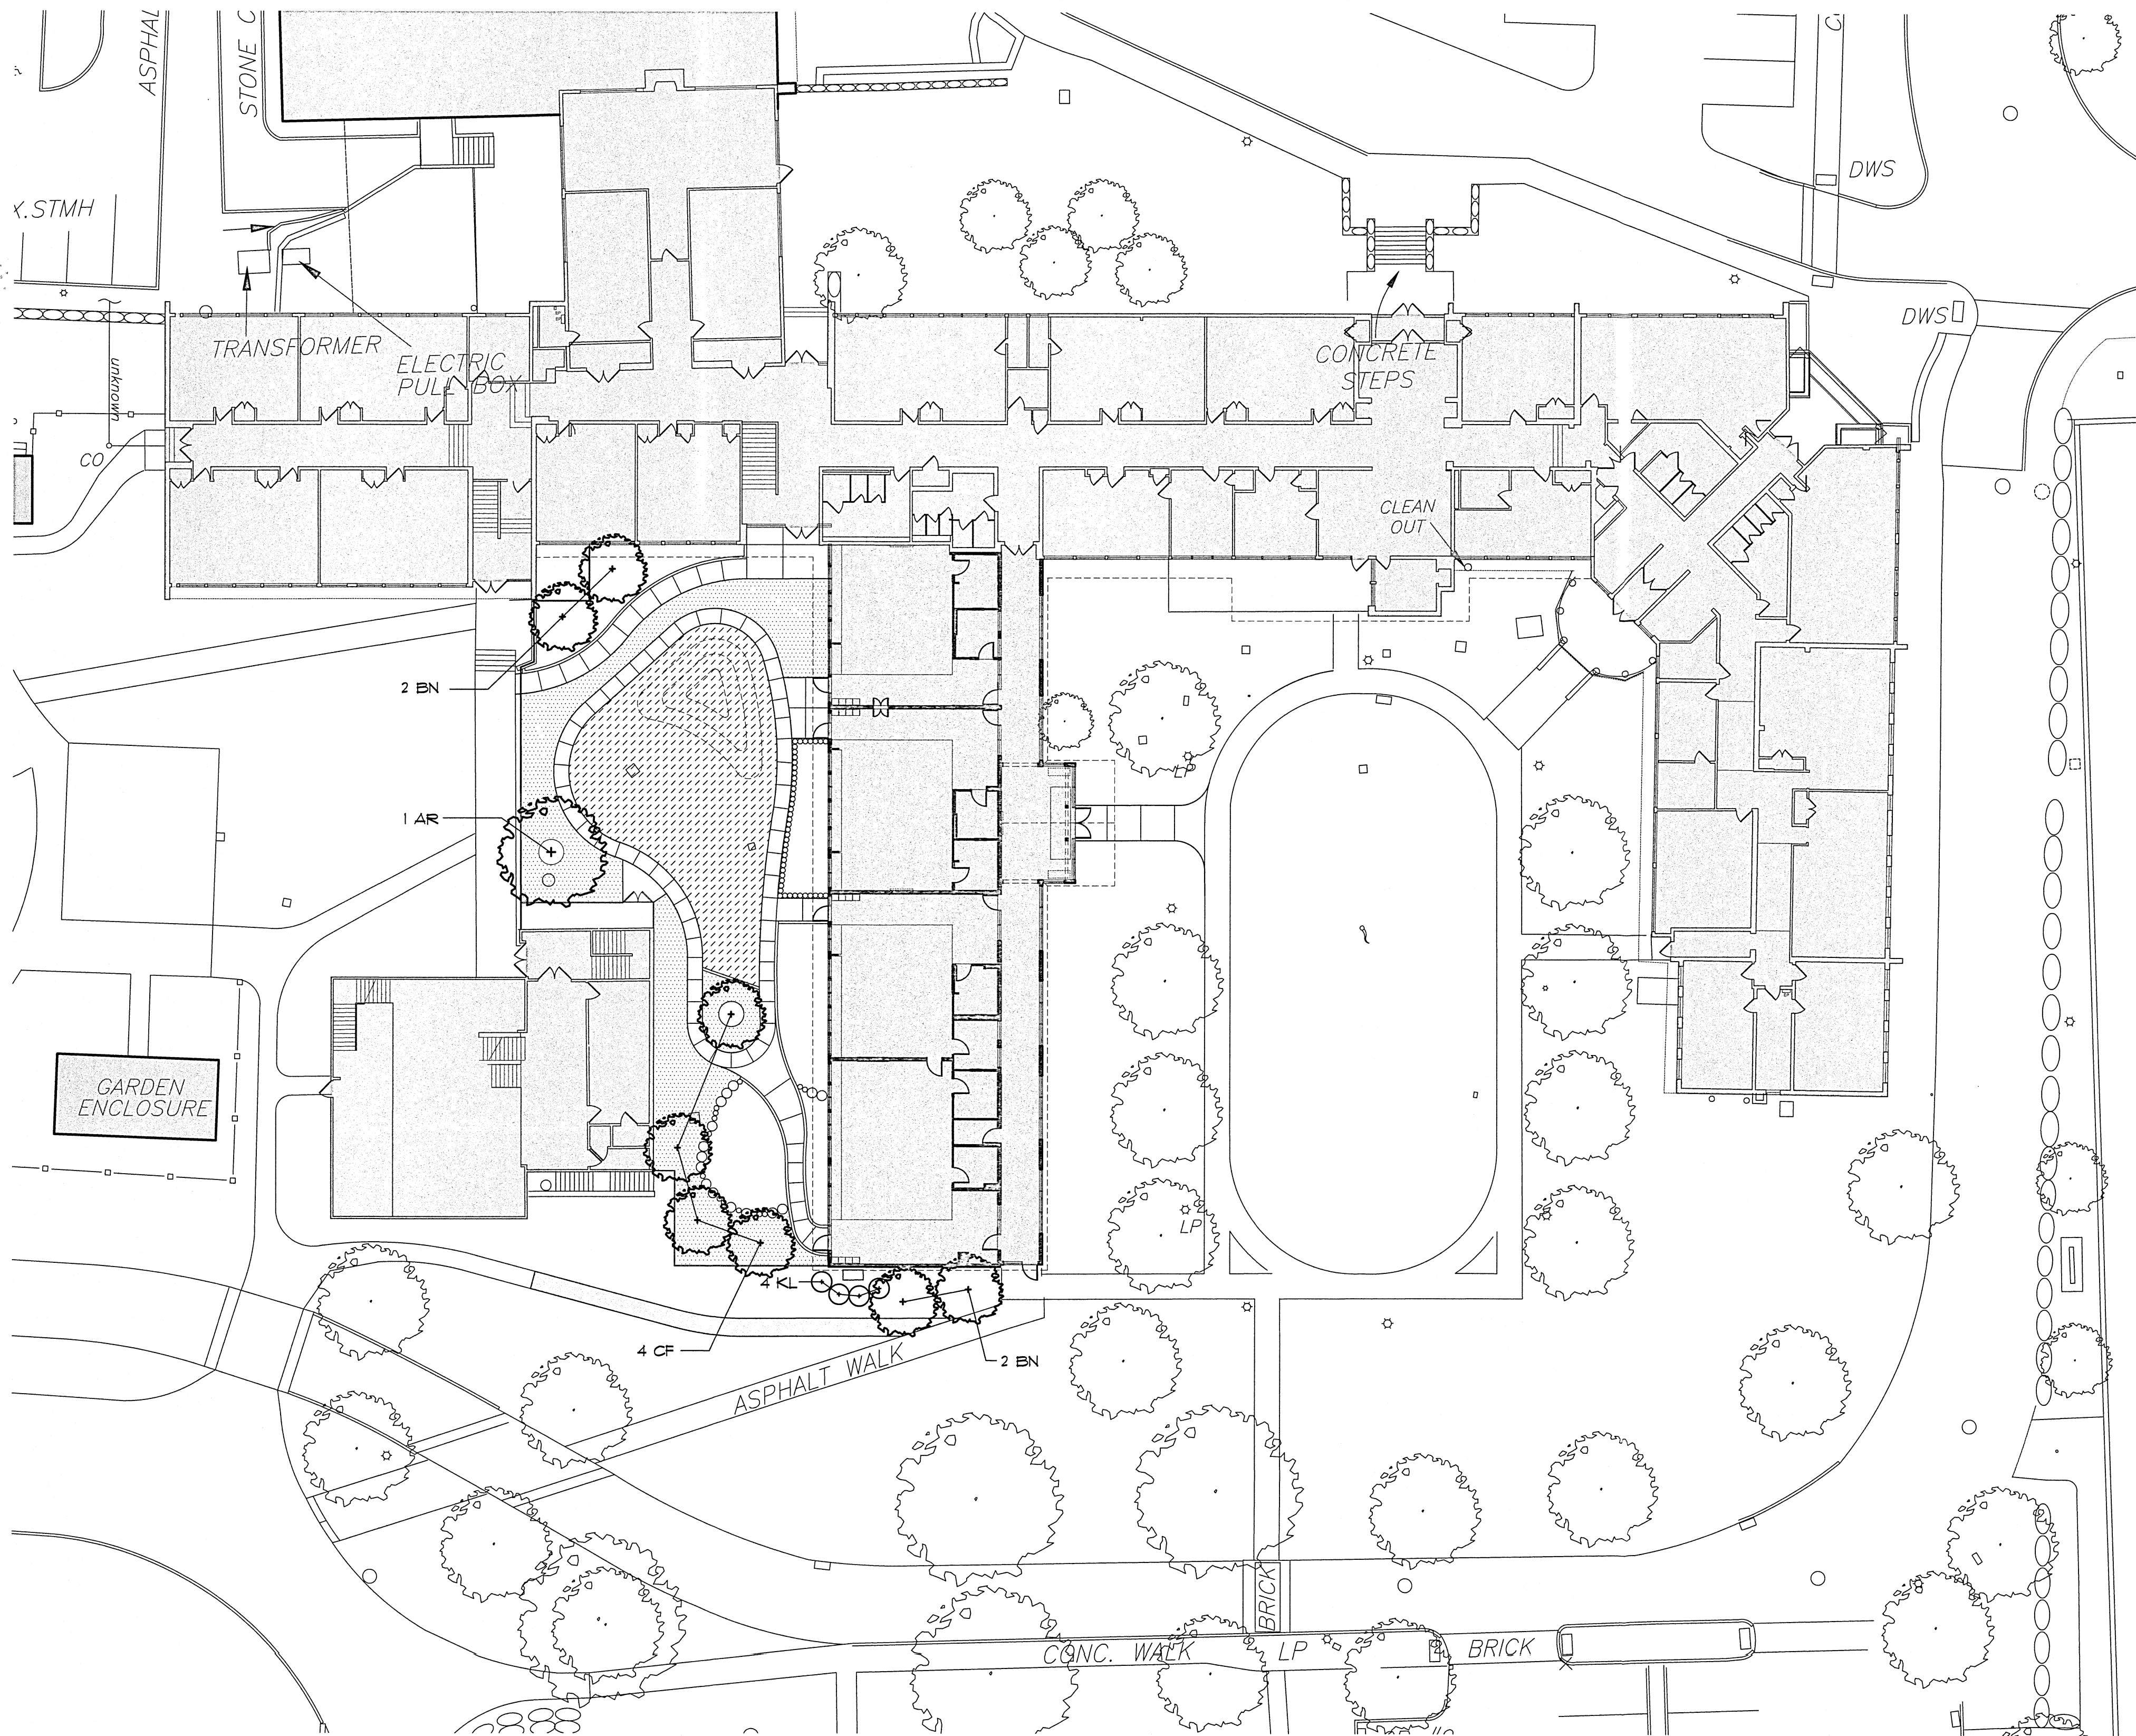 ASPHAL
STONE C
C
DWS
X.STMH
DWS
TRANSFORMER
ELECTRIC
PULL BOX
unknown
CONCRETE
STEPS
CO
CLEAN
OUT
2 BN
LP
1 AR
GARDEN
ENCLOSURE
LP
4 KL
4 CF
2 BN
ASPHALT WALK
BRICK
CONC. WALK
LP
BRICK